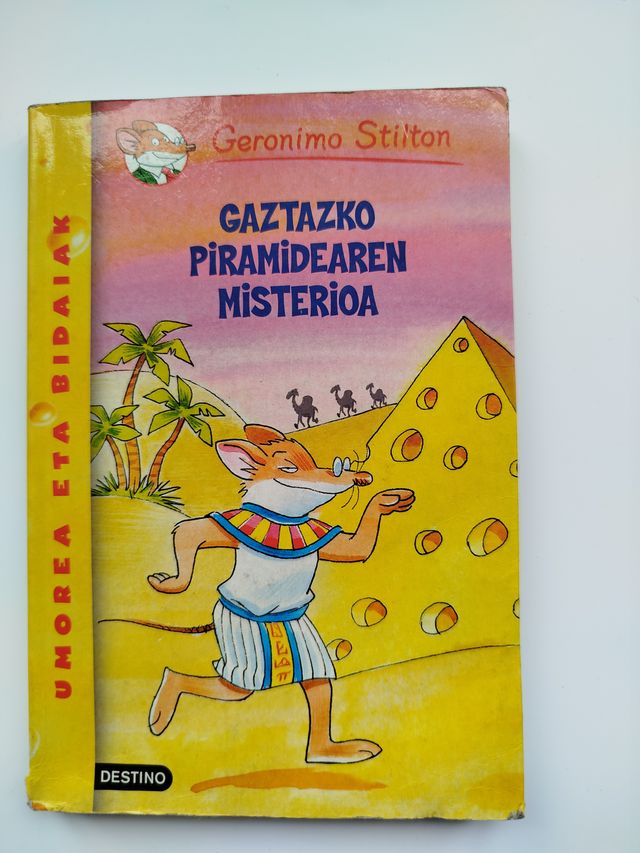 Geronimo Stilton
GAZTAZKO
PIRAMIDEAREN
MISTERIOA
UMOREA ETA BIDAIAK
DESTINO